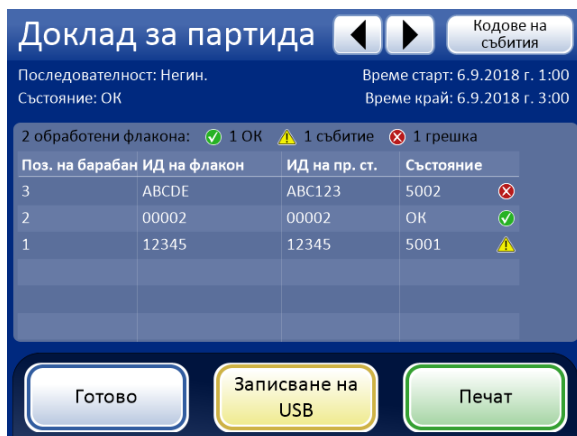 Доклад за партида
Кодове на
събития
Последователност: Негин.
Време старт: 6.9.2018 г. 1:00
Състояние: OK
Време край: 6.9.2018 г. 3:00
2 обработени флакона: 1 OK 1 събитие 1 грешка
Поз. на барабан ИД на флакон ИД на пр. ст. Състояние
3 ABCDE ABC123 5002
2 00002 00002 OK
1 12345 12345 5001
Готово
Записване на
USB
Печат